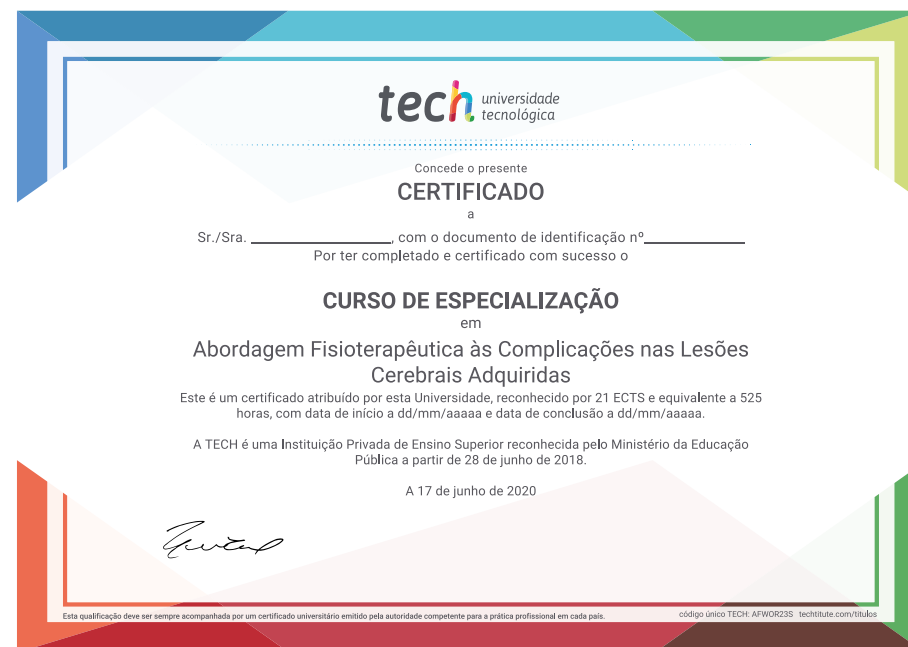 tech universidade
tecnológica
Concede o presente
CERTIFICADO
a
Sr./Sra. ____________________, com o documento de identificação nº______________
Por ter completado e certificado com sucesso o
CURSO DE ESPECIALIZAÇÃO
em
Abordagem Fisioterapêutica às Complicações nas Lesões
Cerebrais Adquiridas
Este é um certificado atribuído por esta Universidade, reconhecido por 21 ECTS e equivalente a 525
horas, com data de início a dd/mm/aaaaa e data de conclusão a dd/mm/aaaaa.
A TECH é uma Instituição Privada de Ensino Superior reconhecida pelo Ministério da Educação
Pública a partir de 28 de junho de 2018.
A 17 de junho de 2020
Esta qualificação deve ser sempre acompanhada por um certificado universitário emitido pela autoridade competente para a prática profissional em cada país.
código único TECH: AFWOR23S techtitute.com/titulos